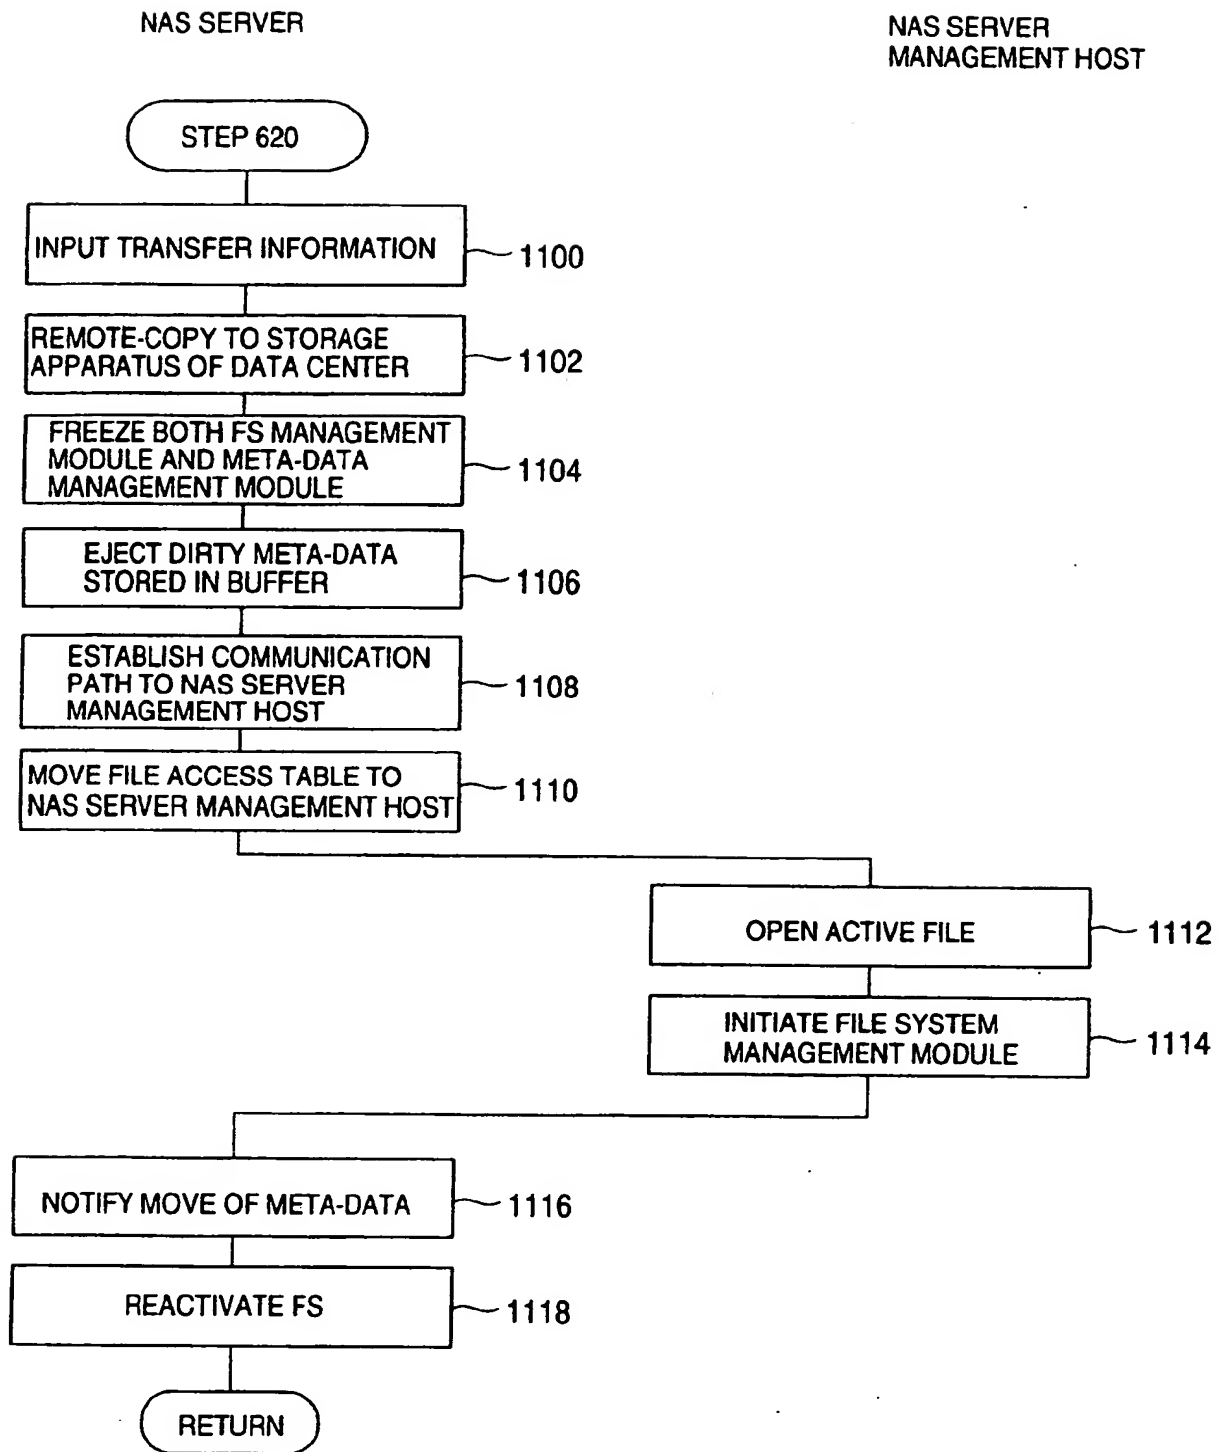 NAS SERVER
NAS SERVER
MANAGEMENT HOST
STEP 620
INPUT TRANSFER INFORMATION
1100
REMOTE-COPY TO STORAGE
APPARATUS OF DATA CENTER
1102
FREEZE BOTH FS MANAGEMENT
MODULE AND META-DATA
MANAGEMENT MODULE
1104
EJECT DIRTY META-DATA
STORED IN BUFFER
1106
ESTABLISH COMMUNICATION
PATH TO NAS SERVER
MANAGEMENT HOST
1108
MOVE FILE ACCESS TABLE TO
NAS SERVER MANAGEMENT HOST
1110
OPEN ACTIVE FILE
1112
INITIATE FILE SYSTEM
MANAGEMENT MODULE
1114
NOTIFY MOVE OF META-DATA
1116
REACTIVATE FS
1118
RETURN